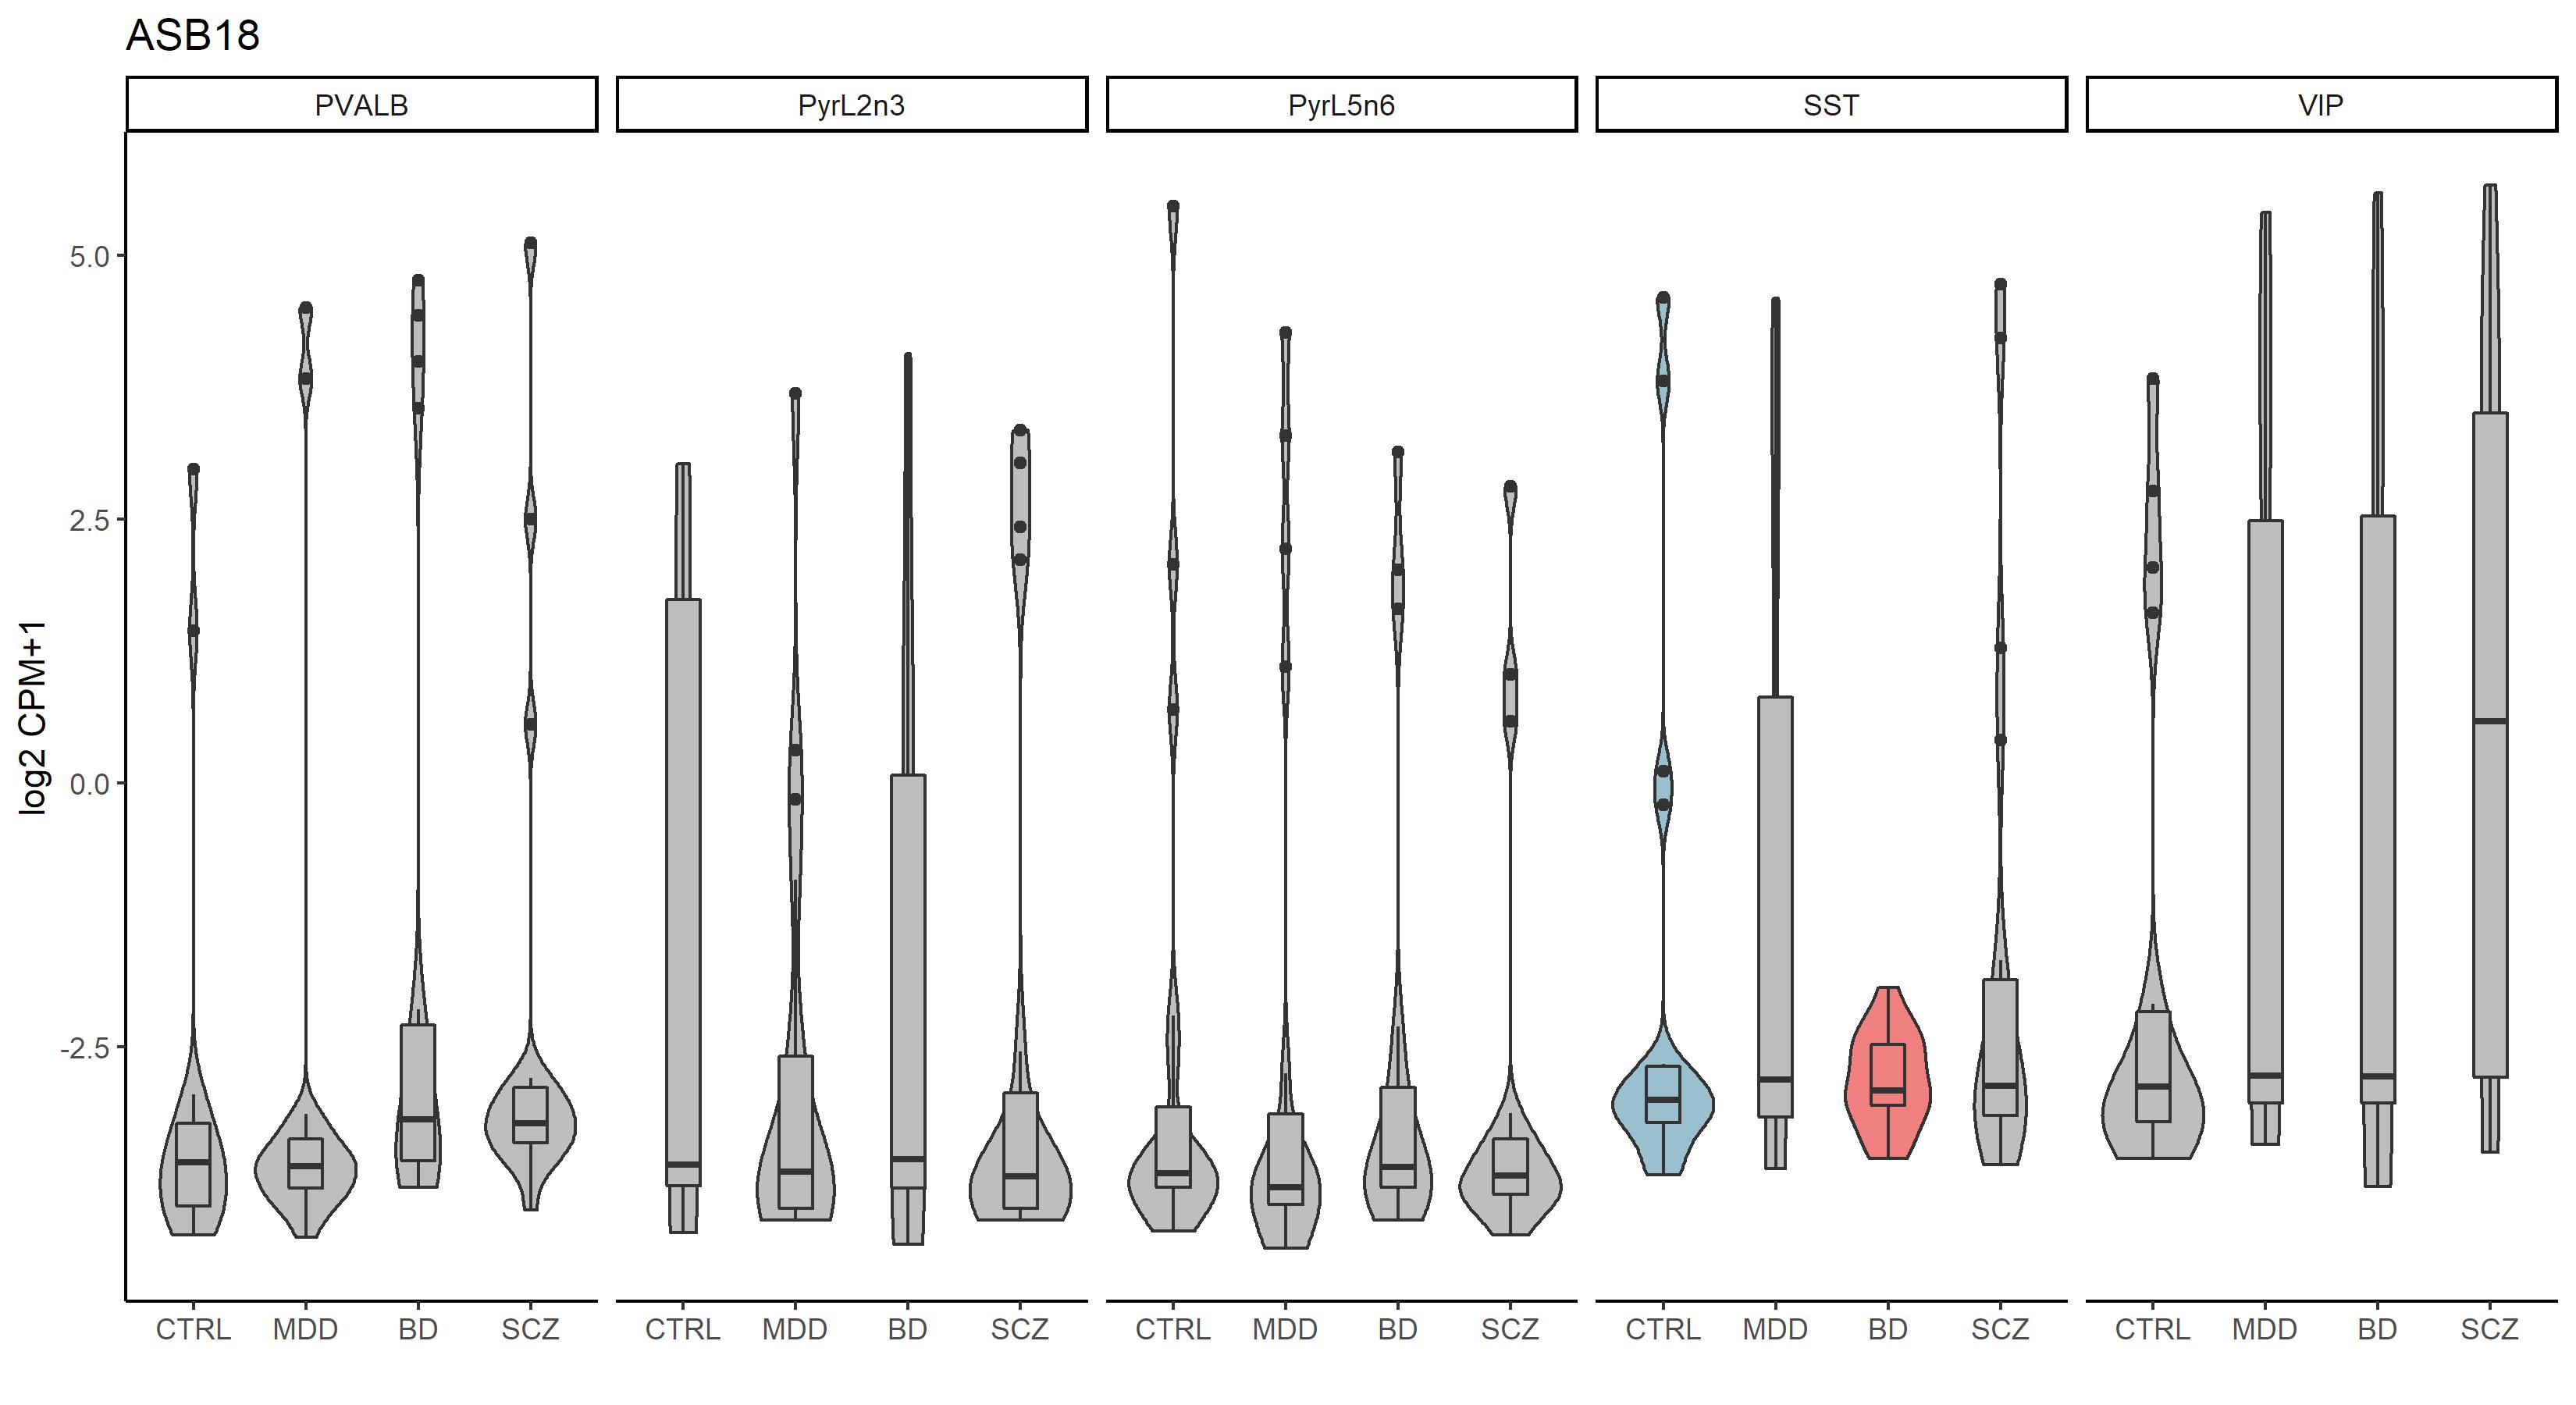 ASB18
PVALB PyrL2n3 PyrL5n6 SST VIP
5.0
2.5
0.0
-2.5
log2 CPM+1
CTRL MDD BD SCZ CTRL MDD BD SCZ CTRL MDD BD SCZ CTRL MDD BD SCZ CTRL MDD BD SCZ